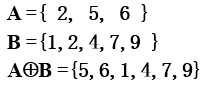 A = { 2, 5, 6 }
B = {1, 2, 4, 7, 9 }
A⊕B = {5, 6, 1, 4, 7, 9}